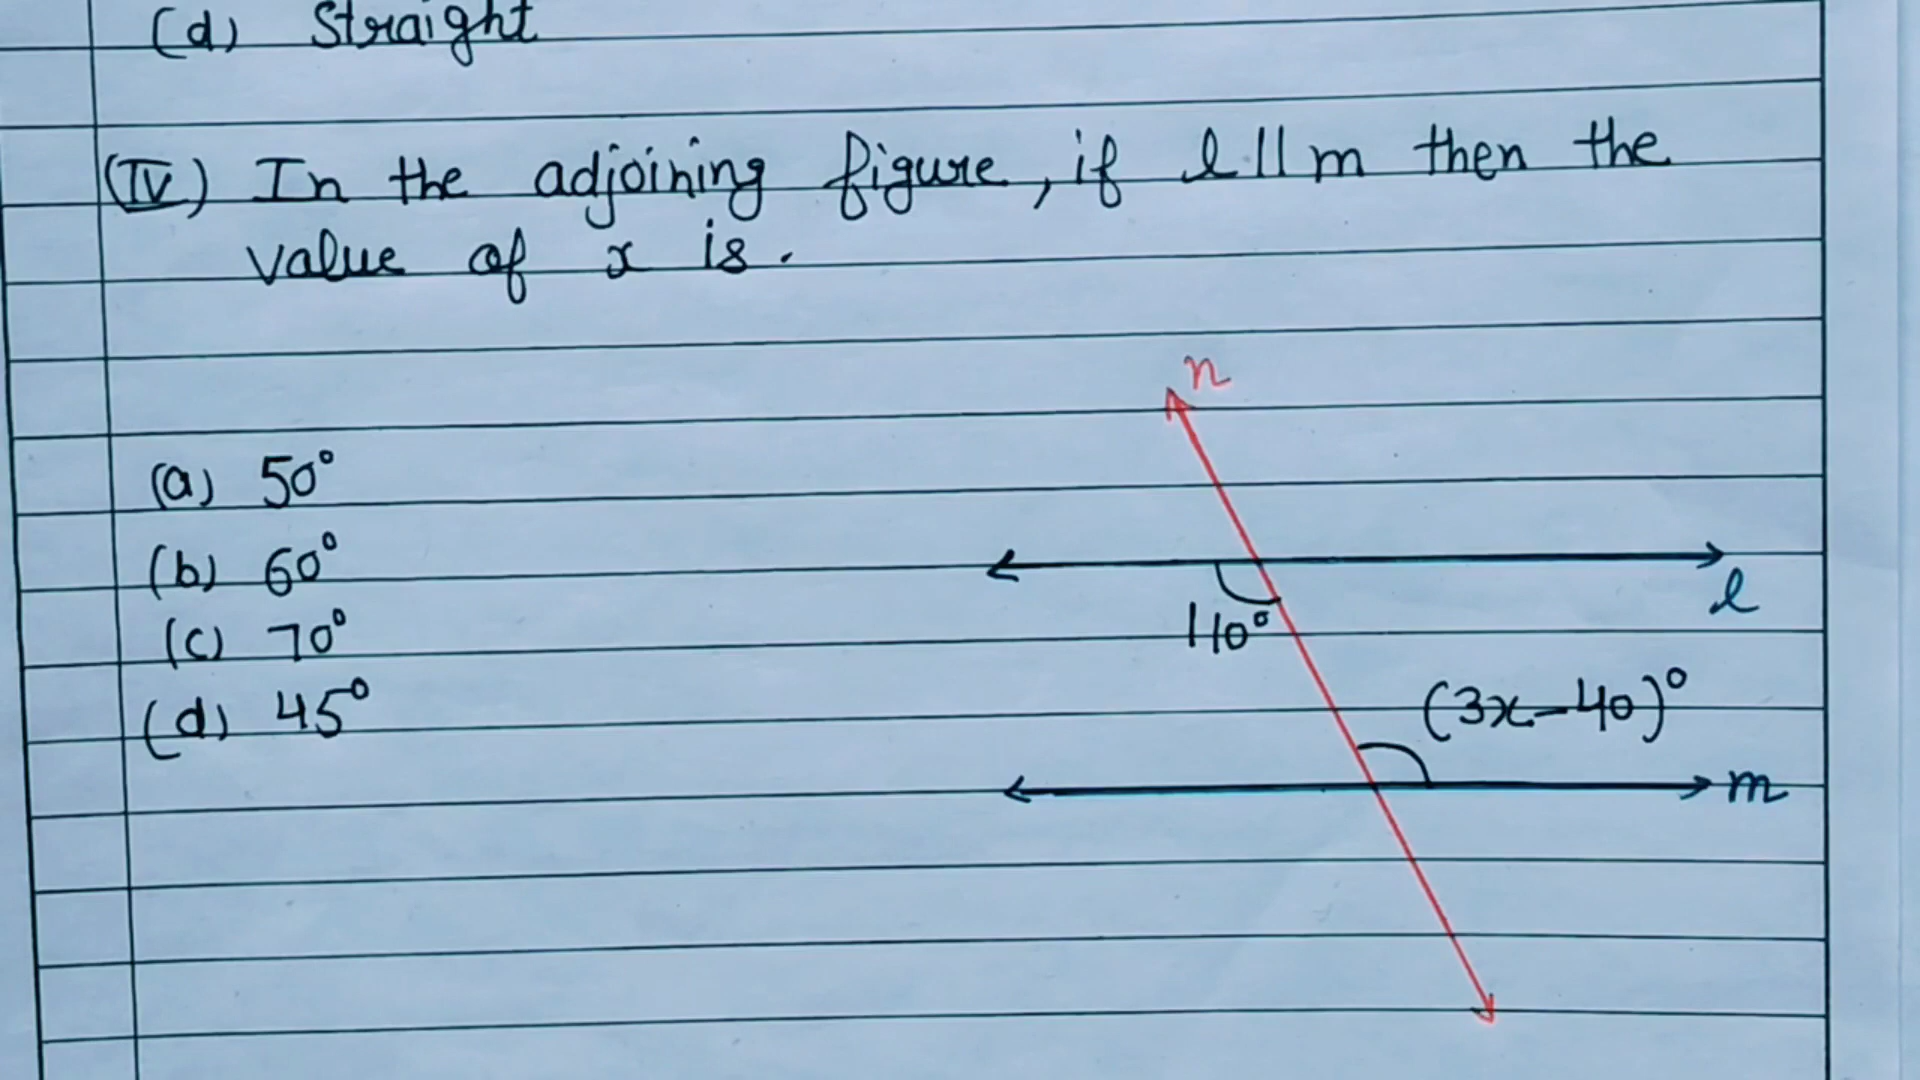 (d) Straight
(IV) In the adjoining figure, if l || m then the
value of x is.
n
(a) 50°
(b) 60°
l
(c) 70°
110°
(3x-40)°
(d) 45°
m